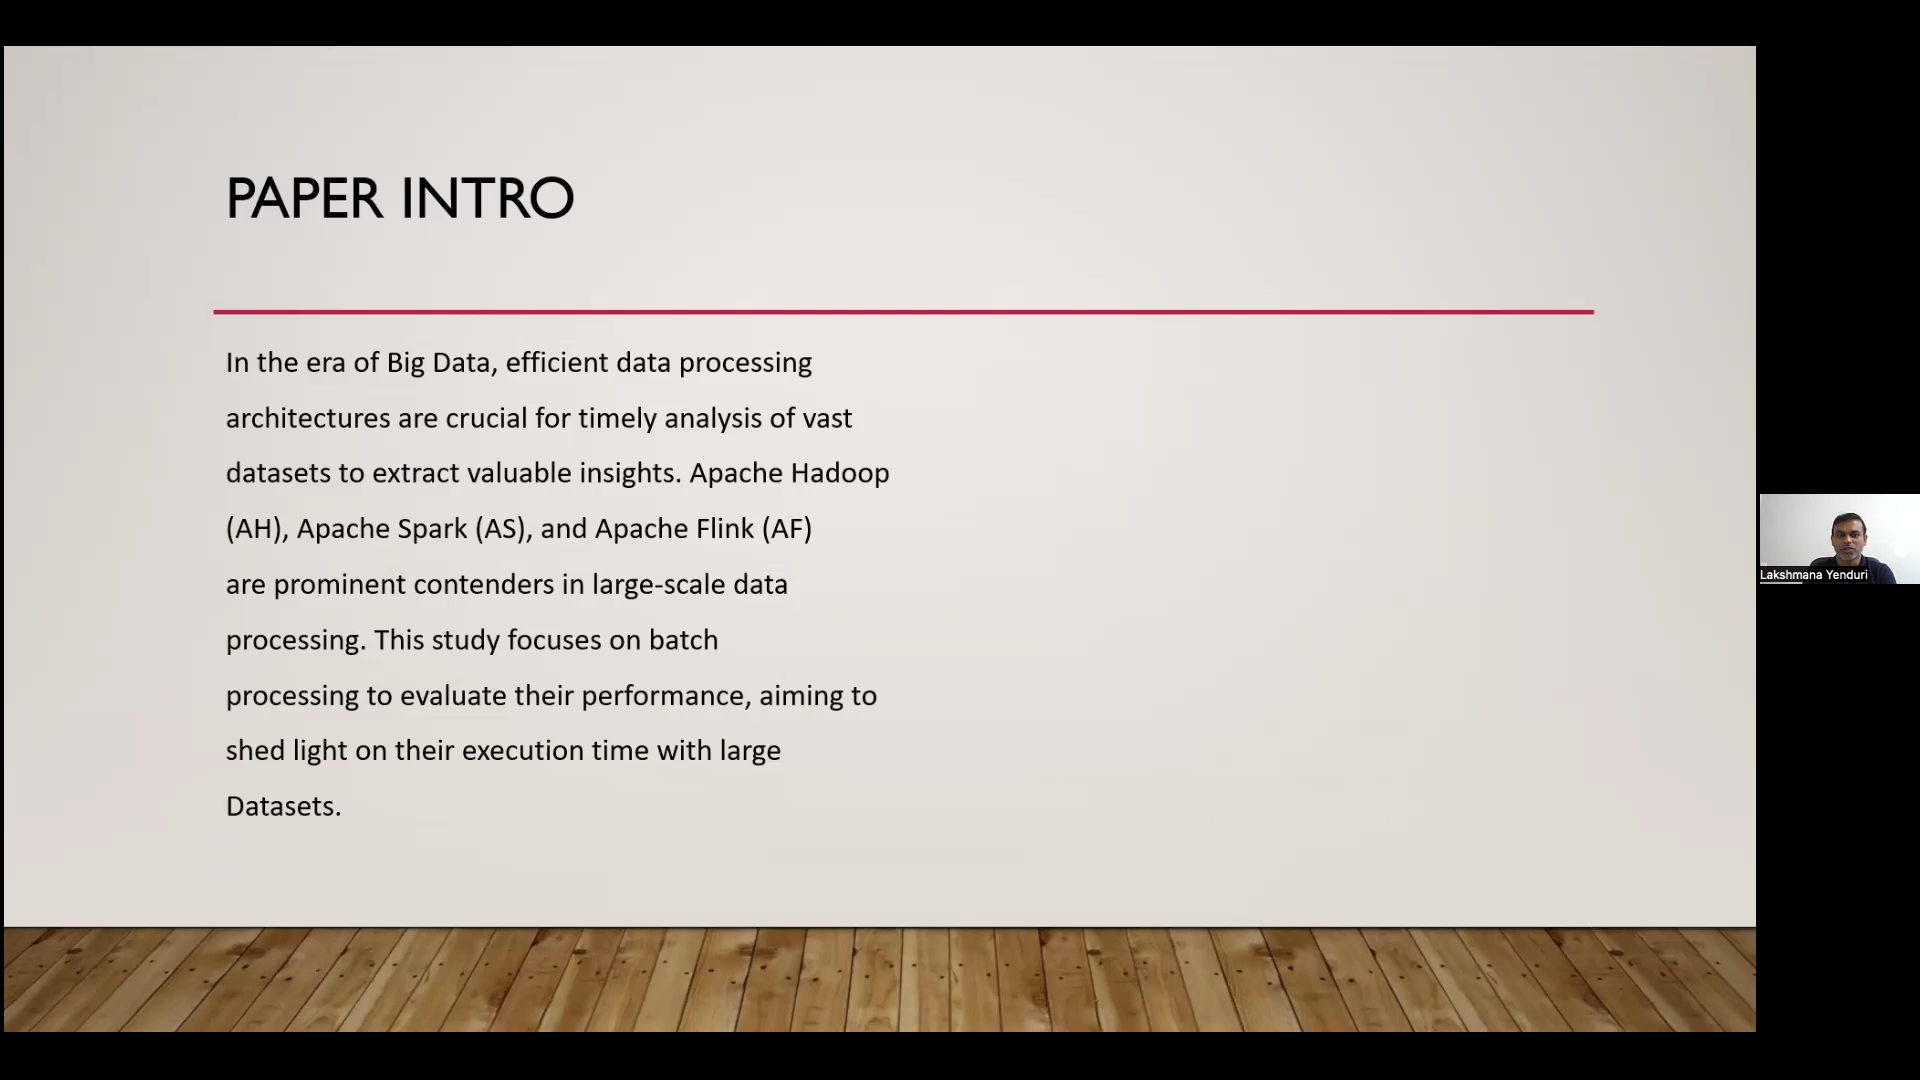 PAPER INTRO
In the era of Big Data, efficient data processing
architectures are crucial for timely analysis of vast
datasets to extract valuable insights. Apache Hadoop
(AH), Apache Spark (AS), and Apache Flink (AF)
are prominent contenders in large-scale data
processing. This study focuses on batch
processing to evaluate their performance, aiming to
shed light on their execution time with large
Datasets.
Lakshmana Yenduri